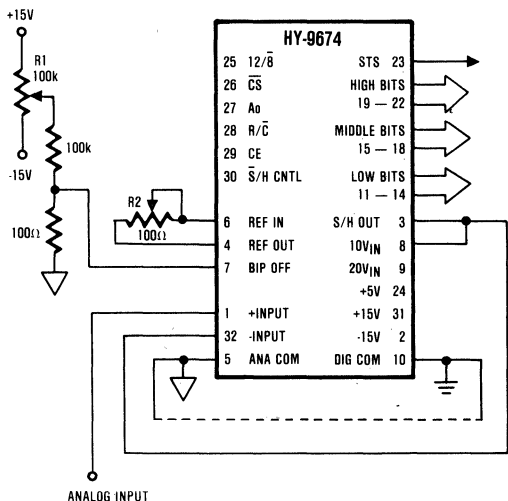 +15V
R1
100k
-15V
100k
100Ω
R2
100Ω
HY-9674
25 12/8̅
26 C̅S̅
27 Ao
28 R/C̅
29 CE
30 S̅/H CNTL
6 REF IN
4 REF OUT
7 BIP OFF
1 +INPUT
32 -INPUT
5 ANA COM
STS 23
HIGH BITS
19 — 22
MIDDLE BITS
15 — 18
LOW BITS
11 — 14
S/H OUT 3
10VIN 8
20VIN 9
+5V 24
+15V 31
-15V 2
DIG COM 10
ANALOG INPUT